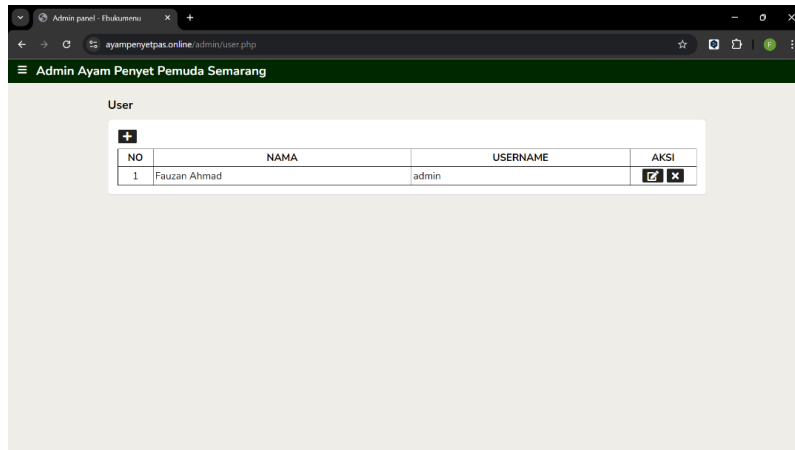 Admin panel - Ebukumenu
ayampenyetpas.online/admin/user.php
F
Admin Ayam Penyet Pemuda Semarang
User
NO NAMA USERNAME AKSI
1 Fauzan Ahmad admin